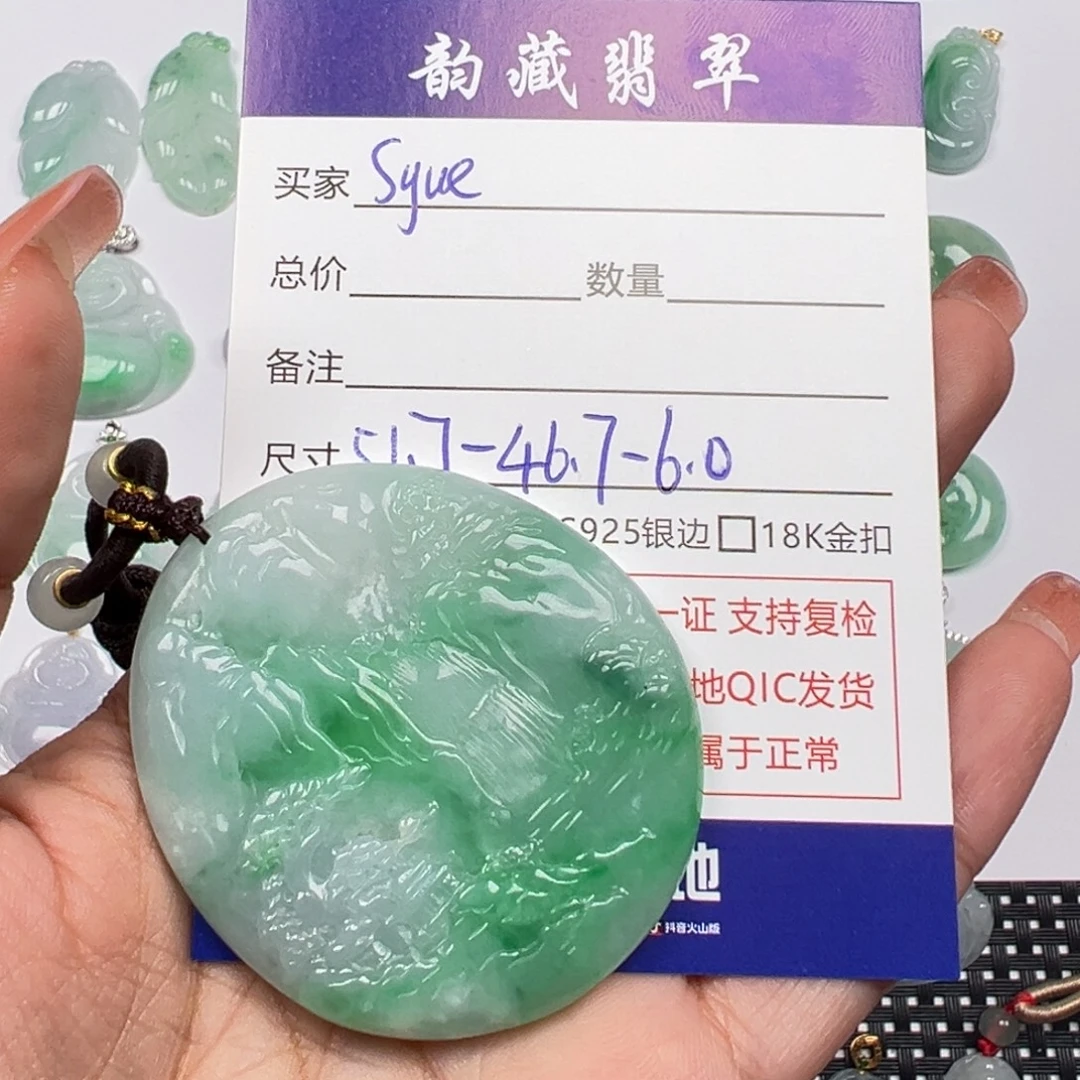 韵藏翡翠
买家 Syue
总价 数量
备注
尺寸 51.7-46.7-6.0
S925银边 □18K金扣
一证 支持复检
地QIC发货
属于正常
地
抖音火山版